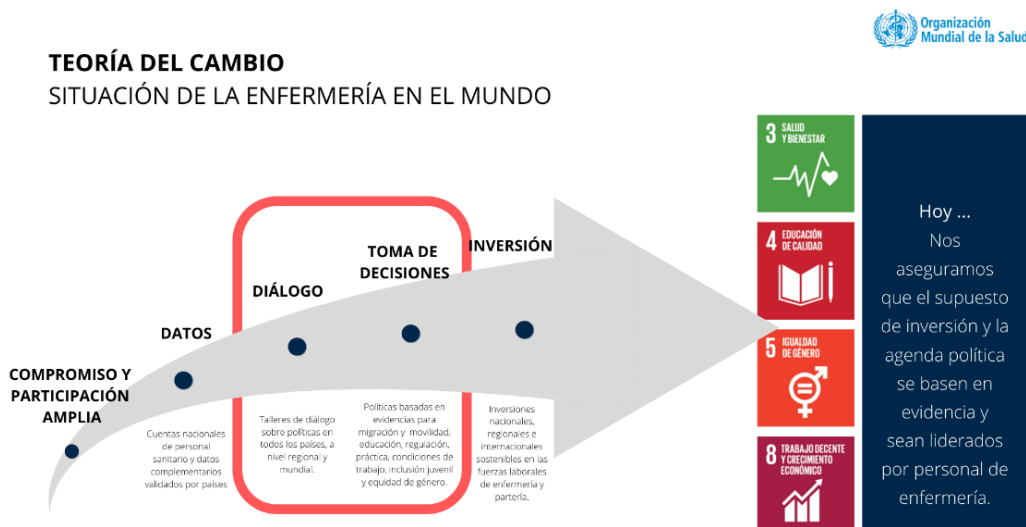 Organización
Mundial de la Salud
TEORÍA DEL CAMBIO
SITUACIÓN DE LA ENFERMERÍA EN EL MUNDO
COMPROMISO Y
PARTICIPACIÓN
AMPLIA
DATOS
Cuentas nacionales
de personal
sanitario y datos
complementarios
validados por países
DIÁLOGO
Talleres de diálogo
sobre políticas en
todos los países, a
nivel regional y
mundial.
TOMA DE
DECISIONES
Políticas basadas en
evidencias para
migración y movilidad,
educación, regulación,
práctica, condiciones de
trabajo, inclusión juvenil
y equidad de género.
INVERSIÓN
Inversiones
nacionales,
regionales e
internacionales
sostenibles en las
fuerzas laborales
de enfermería y
partería.
3 SALUD
Y BIENESTAR
4 EDUCACIÓN
DE CALIDAD
5 IGUALDAD
DE GÉNERO
8 TRABAJO DECENTE
Y CRECIMIENTO
ECONÓMICO
Hoy ...
Nos
aseguramos
que el supuesto
de inversión y la
agenda política
se basen en
evidencia y
sean liderados
por personal de
enfermería.